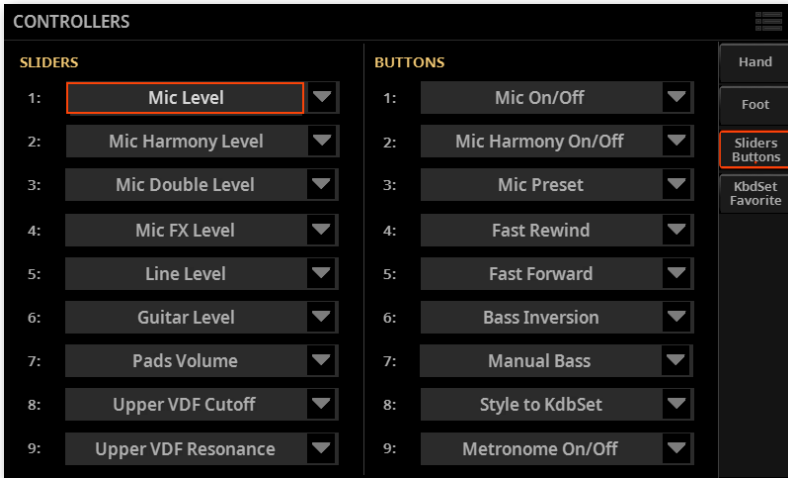 CONTROLLERS
SLIDERS
1: Mic Level
2: Mic Harmony Level
3: Mic Double Level
4: Mic FX Level
5: Line Level
6: Guitar Level
7: Pads Volume
8: Upper VDF Cutoff
9: Upper VDF Resonance
BUTTONS
1: Mic On/Off
2: Mic Harmony On/Off
3: Mic Preset
4: Fast Rewind
5: Fast Forward
6: Bass Inversion
7: Manual Bass
8: Style to KdbSet
9: Metronome On/Off
Hand
Foot
Sliders
Buttons
KbdSet
Favorite